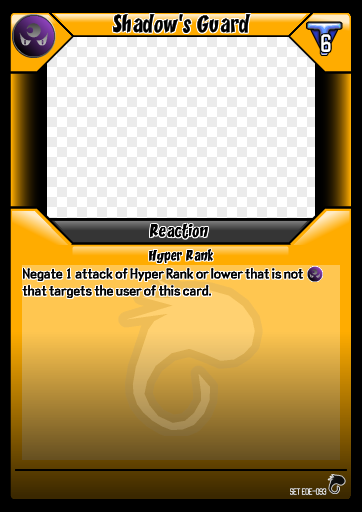 Shadow's Guard
6
Reaction
Hyper Rank
Negate 1 attack of Hyper Rank or lower that is not
that targets the user of this card.
SET EOE-093